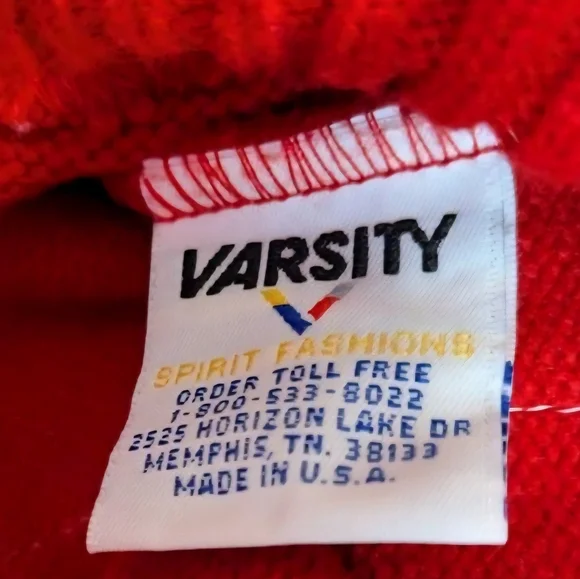 VARSITY
SPIRIT FASHIONS
ORDER TOLL FREE
1-800-533-8022
2525 HORIZON LAKE DR
MEMPHIS, TN. 38133
MADE IN U.S.A.